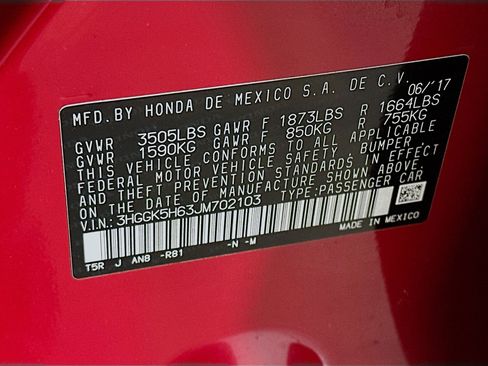 MFD.BY HONDA DE MEXICO S.A. DE C.V. 06/'17
GVWR 3505LBS GAWR F 1873LBS R 1664LBS
GVWR 1590KG GAWR F 850KG R 755KG
THIS VEHICLE CONFORMS TO ALL APPLICABLE
FEDERAL MOTOR VEHICLE SAFETY, BUMPER,
AND THEFT PREVENTION STANDARDS IN EFFECT
ON THE DATE OF MANUFACTURE SHOWN ABOVE.
V.I.N.: 3HGGK5H63JM702103 TYPE:PASSENGER CAR
T5R J AN8 -R81 -N -M MADE IN MEXICO